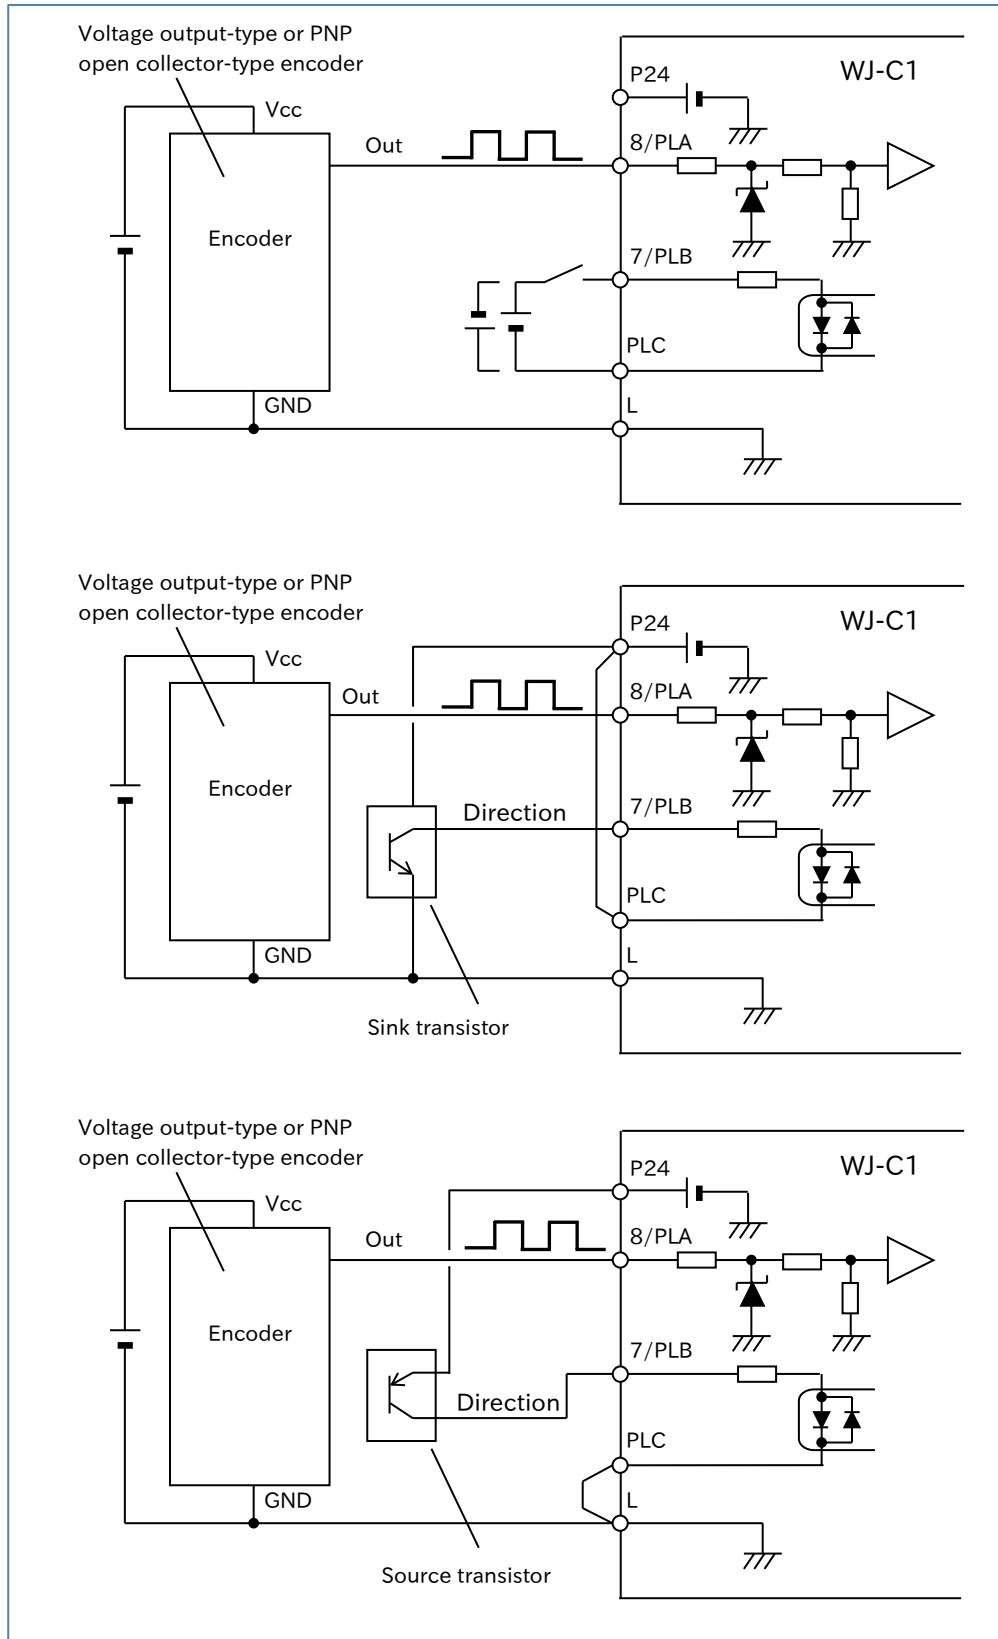 Voltage output-type or PNP
open collector-type encoder
P24
WJ-C1
Vcc
Out
8/PLA
Encoder
7/PLB
PLC
GND
L
Voltage output-type or PNP
open collector-type encoder
P24
WJ-C1
Vcc
Out
8/PLA
Encoder
Direction
7/PLB
PLC
GND
L
Sink transistor
Voltage output-type or PNP
open collector-type encoder
P24
WJ-C1
Vcc
Out
8/PLA
Encoder
7/PLB
Direction
PLC
GND
L
Source transistor